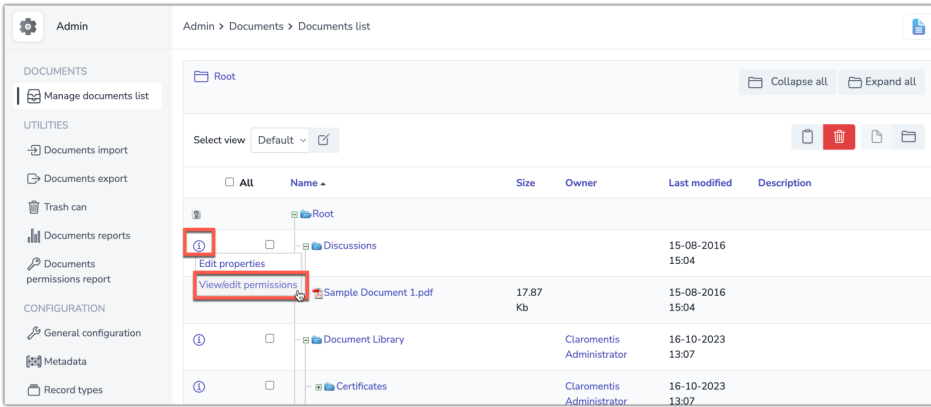 Admin
Admin > Documents > Documents list
DOCUMENTS
Manage documents list
UTILITIES
Documents import
Documents export
Trash can
Documents reports
Documents
permissions report
CONFIGURATION
General configuration
Metadata
Record types
Root
Collapse all
Expand all
Select view Default
All Name Size Owner Last modified Description
Root
Discussions 15-08-2016
15:04
Edit properties
View/edit permissions
Sample Document 1.pdf 17.87 15-08-2016
Kb 15:04
Document Library Claromentis 16-10-2023
Administrator 13:07
Certificates Claromentis 16-10-2023
Administrator 13:07